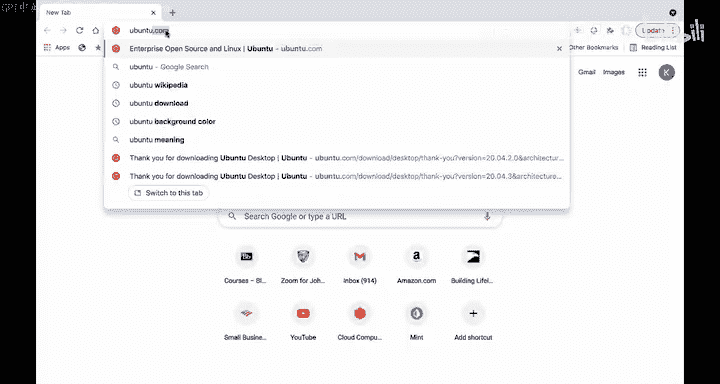 New Tab
ubuntu.com
Update
Apps
Other Bookmarks
Reading List
Enterprise Open Source and Linux | Ubuntu - ubuntu.com
ubuntu - Google Search
ubuntu wikipedia
ubuntu download
ubuntu background color
ubuntu meaning
Thank you for downloading Ubuntu Desktop | Ubuntu - ubuntu.com/download/desktop/thank-you?version=20.04.2.0&architecture...
Thank you for downloading Ubuntu Desktop | Ubuntu - ubuntu.com/download/desktop/thank-you?version=20.04.3&architecture...
Switch to this tab
Gmail Images
K
Search Google or type a URL
Bb
a
Courses – Bl...
Zoom for Joh...
Inbox (914)
Amazon.com
Building Lifel...
Small Busine...
YouTube
Cloud Compu...
Mint
Add shortcut